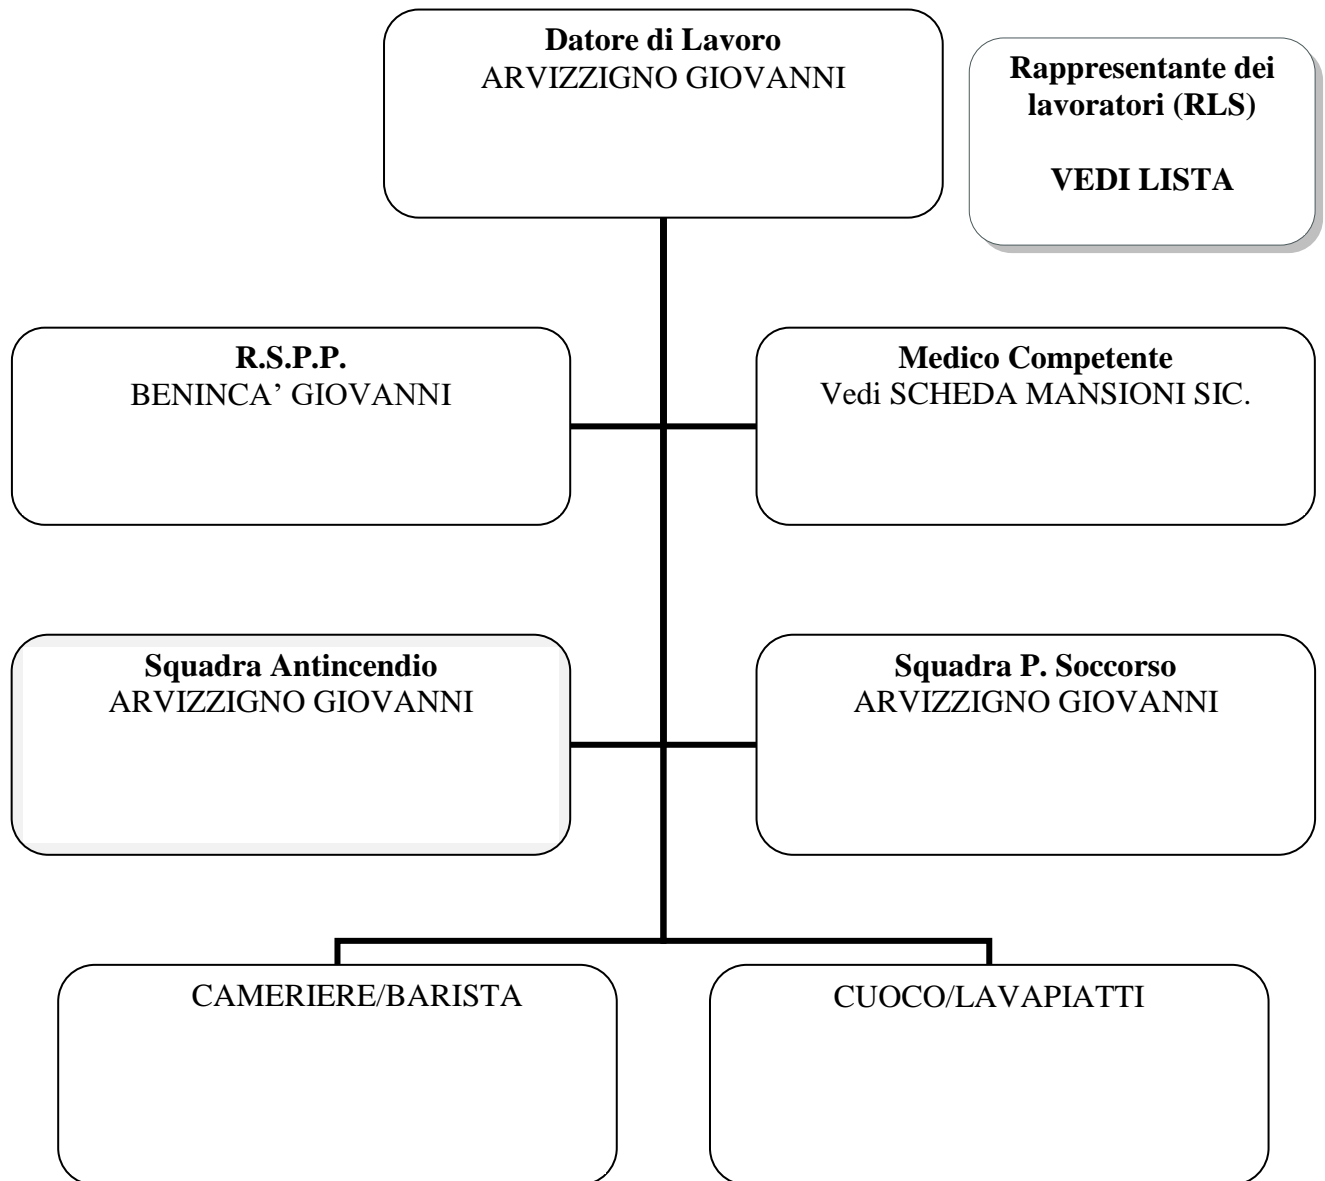 Datore di Lavoro
ARVIZZIGNO GIOVANNI
Rappresentante dei
lavoratori (RLS)
VEDI LISTA
R.S.P.P.
BENINCA’ GIOVANNI
Medico Competente
Vedi SCHEDA MANSIONI SIC.
Squadra Antincendio
ARVIZZIGNO GIOVANNI
Squadra P. Soccorso
ARVIZZIGNO GIOVANNI
CAMERIERE/BARISTA
CUOCO/LAVAPIATTI